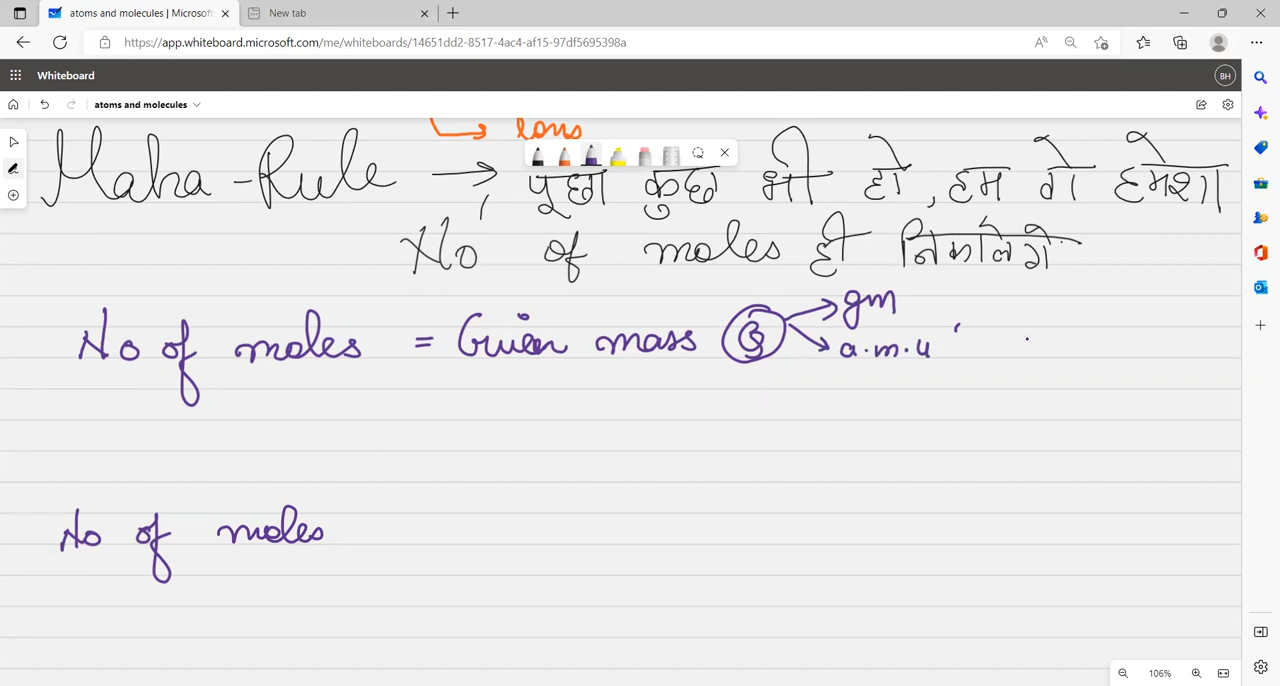 atoms and molecules | Microsoft
New tab
https://app.whiteboard.microsoft.com/me/whiteboards/14651dd2-8517-4ac4-af15-97df5695398a
Whiteboard
BH
atoms and molecules
Ions
Maha-Rule → पूछा कुछ भी हो, हम तो हमेशा
No of moles ही निकालेंगे
No of moles = Given mass Q → gm
→ a.m.u
No of moles
106%